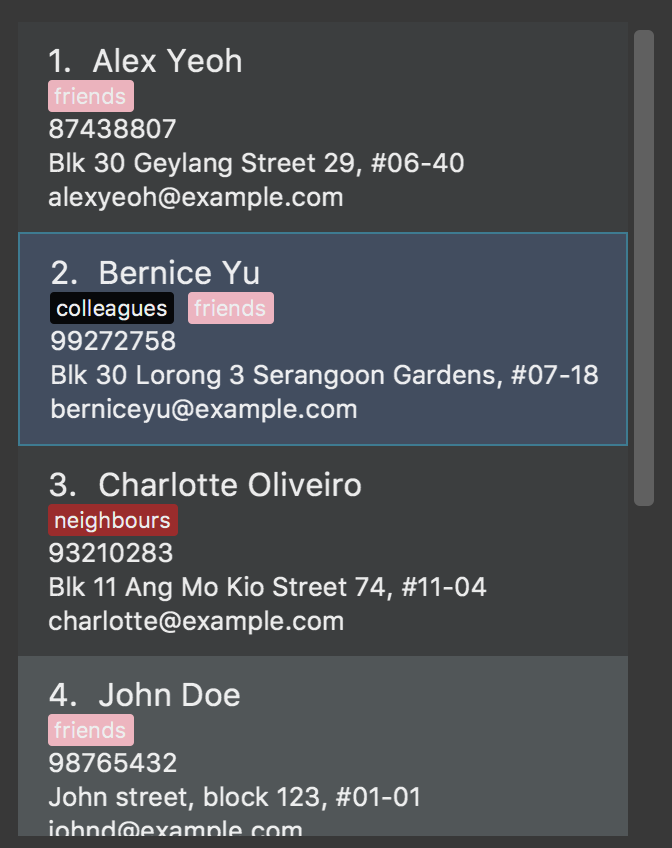 1. Alex Yeoh
friends
87438807
Blk 30 Geylang Street 29, #06-40
alexyeoh@example.com
2. Bernice Yu
colleagues friends
99272758
Blk 30 Lorong 3 Serangoon Gardens, #07-18
berniceyu@example.com
3. Charlotte Oliveiro
neighbours
93210283
Blk 11 Ang Mo Kio Street 74, #11-04
charlotte@example.com
4. John Doe
friends
98765432
John street, block 123, #01-01
johnd@example.com